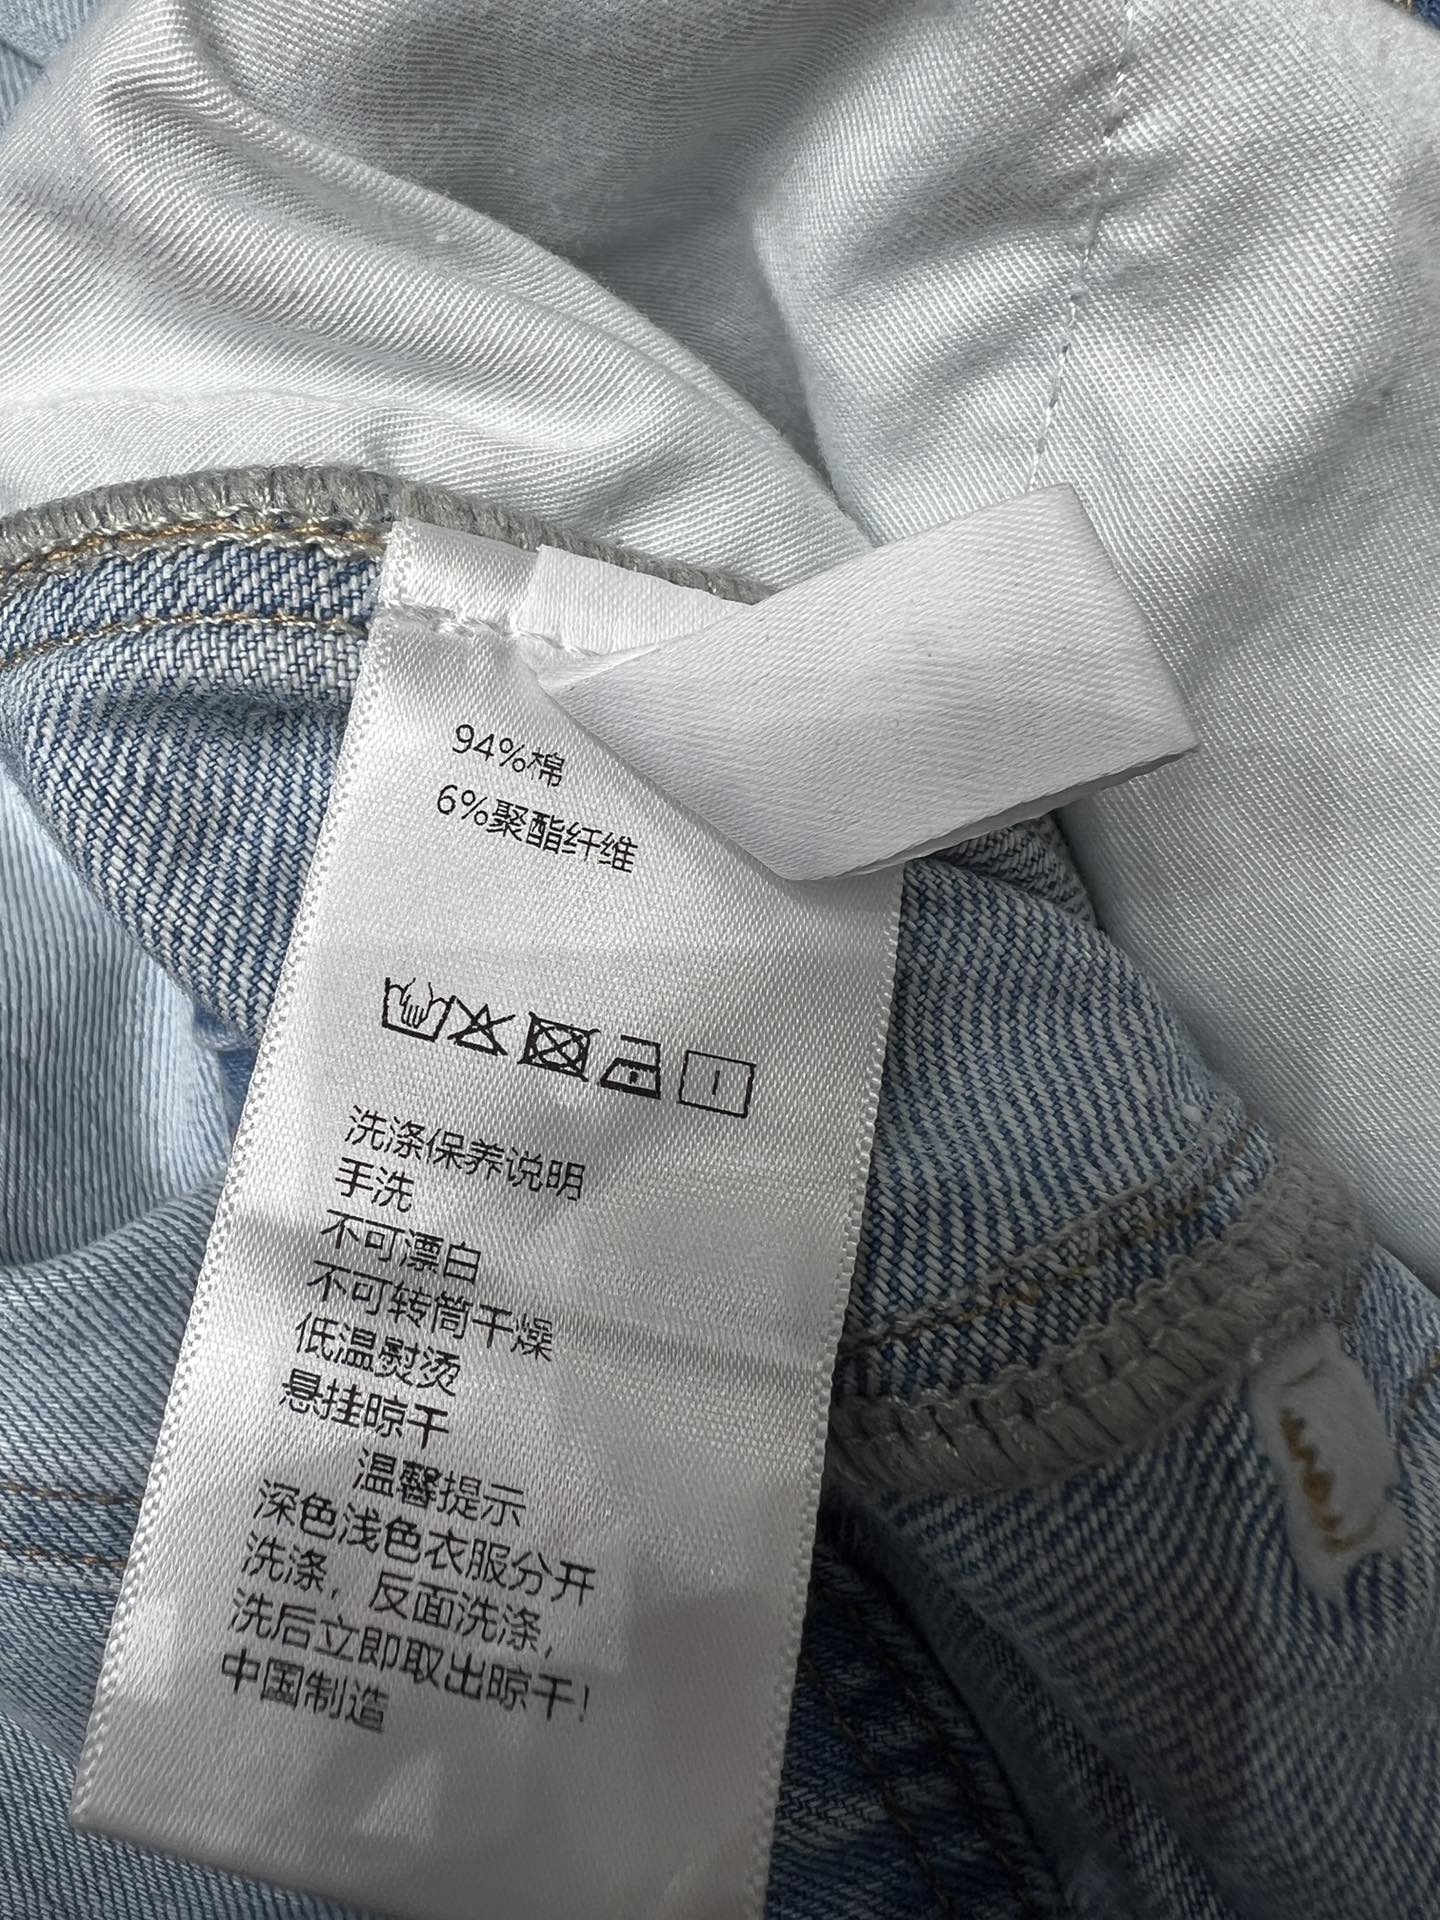 94%棉
6%聚酯纤维
洗涤保养说明
手洗
不可漂白
不可转筒干燥
低温熨烫
悬挂晾干
温馨提示
深色浅色衣服分开
洗涤，反面洗涤，
洗后立即取出晾干！
中国制造